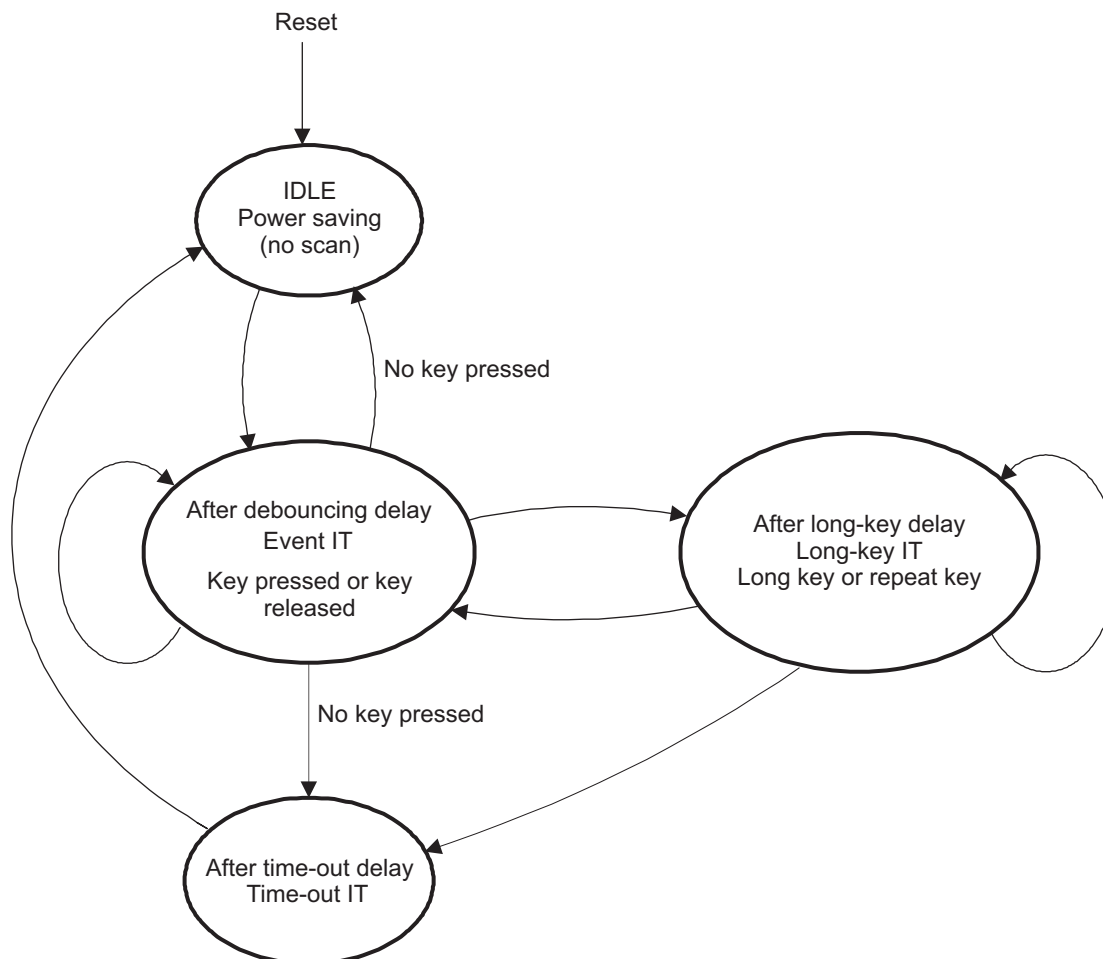 Reset
IDLE
Power saving
(no scan)
No key pressed
After debouncing delay
Event IT
Key pressed or key
released
After long-key delay
Long-key IT
Long key or repeat key
No key pressed
After time-out delay
Time-out IT